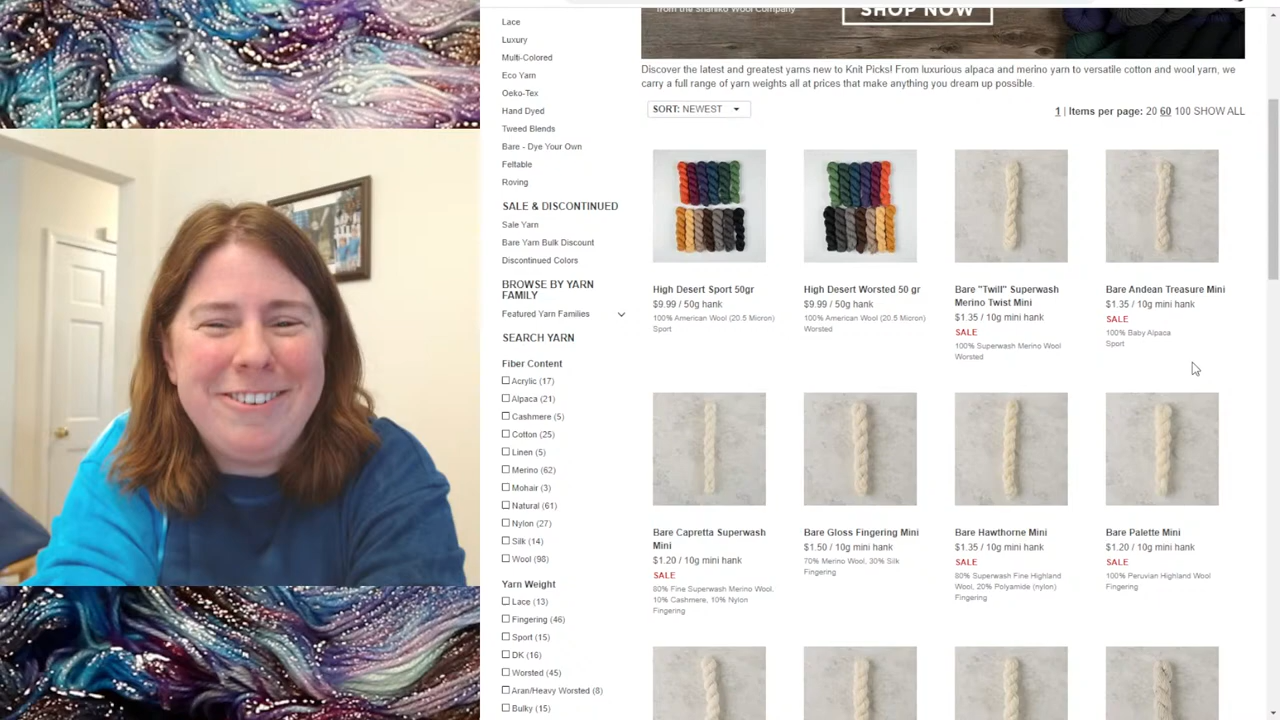 Lace
Luxury
Multi-Colored
Eco Yarn
Oeko-Tex
Hand Dyed
Tweed Blends
Bare - Dye Your Own
Feltable
Roving
SALE & DISCONTINUED
Sale Yarn
Bare Yarn Bulk Discount
Discontinued Colors
BROWSE BY YARN
FAMILY
Featured Yarn Families
SEARCH YARN
Fiber Content
Acrylic (17)
Alpaca (21)
Cashmere (5)
Cotton (25)
Linen (5)
Merino (62)
Mohair (3)
Natural (61)
Nylon (27)
Silk (14)
Wool (98)
Yarn Weight
Lace (13)
Fingering (46)
Sport (15)
DK (16)
Worsted (45)
Aran/Heavy Worsted (8)
Bulky (15)
from the Shaniko Wool Company
SHOP NOW
Discover the latest and greatest yarns new to Knit Picks! From luxurious alpaca and merino yarn to versatile cotton and wool yarn, we
carry a full range of yarn weights all at prices that make anything you dream up possible.
SORT: NEWEST
1 | Items per page: 20 60 100 SHOW ALL
High Desert Sport 50gr
$9.99 / 50g hank
100% American Wool (20.5 Micron)
Sport
High Desert Worsted 50 gr
$9.99 / 50g hank
100% American Wool (20.5 Micron)
Worsted
Bare "Twill" Superwash
Merino Twist Mini
$1.35 / 10g mini hank
SALE
100% Superwash Merino Wool
Worsted
Bare Andean Treasure Mini
$1.35 / 10g mini hank
SALE
100% Baby Alpaca
Sport
Bare Capretta Superwash
Mini
$1.20 / 10g mini hank
SALE
80% Fine Superwash Merino Wool,
10% Cashmere, 10% Nylon
Fingering
Bare Gloss Fingering Mini
$1.50 / 10g mini hank
70% Merino Wool, 30% Silk
Fingering
Bare Hawthorne Mini
$1.35 / 10g mini hank
SALE
80% Superwash Fine Highland
Wool, 20% Polyamide (nylon)
Fingering
Bare Palette Mini
$1.20 / 10g mini hank
SALE
100% Peruvian Highland Wool
Fingering